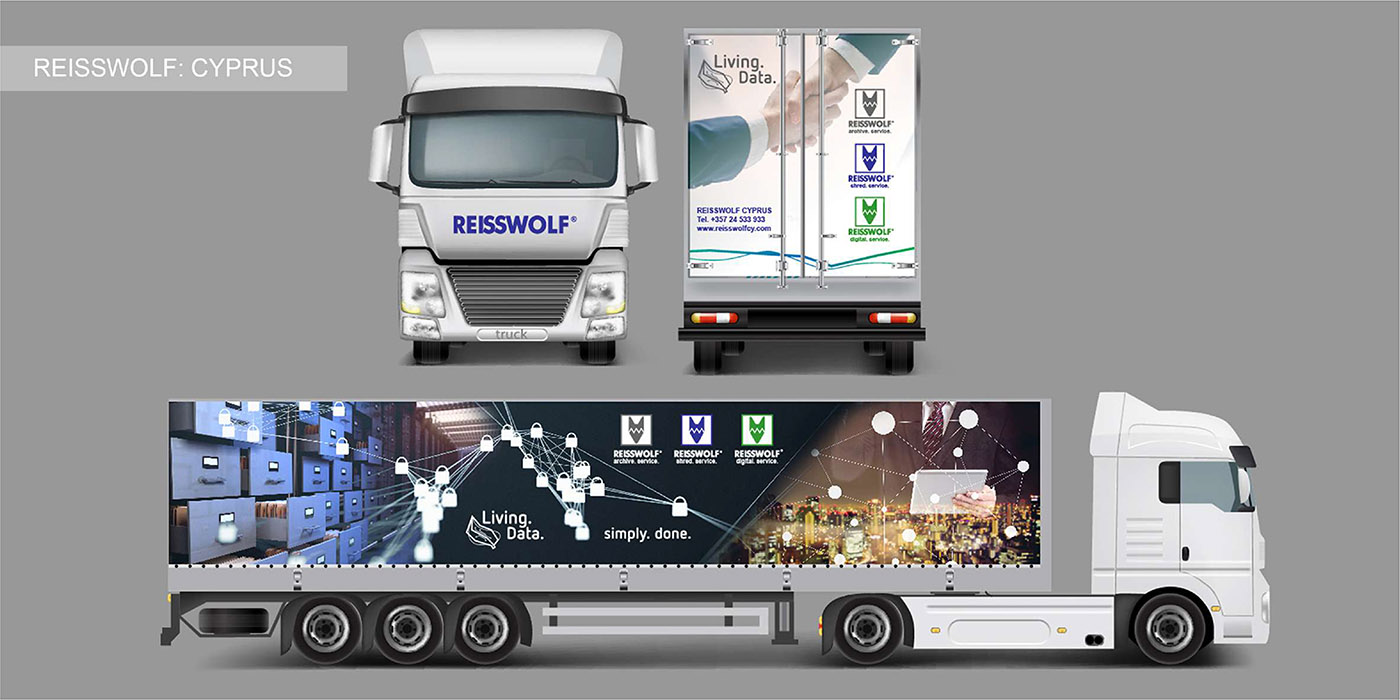 REISSWOLF: CYPRUS
REISSWOLF®
truck
Living.
Data.
REISSWOLF®
archive. service.
REISSWOLF®
shred. service.
REISSWOLF®
digital. service.
REISSWOLF CYPRUS
Tel. +357 24 533 933
www.reisswolfcy.com
REISSWOLF®
archive. service.
REISSWOLF®
shred. service.
REISSWOLF®
digital. service.
Living.
Data.
simply. done.